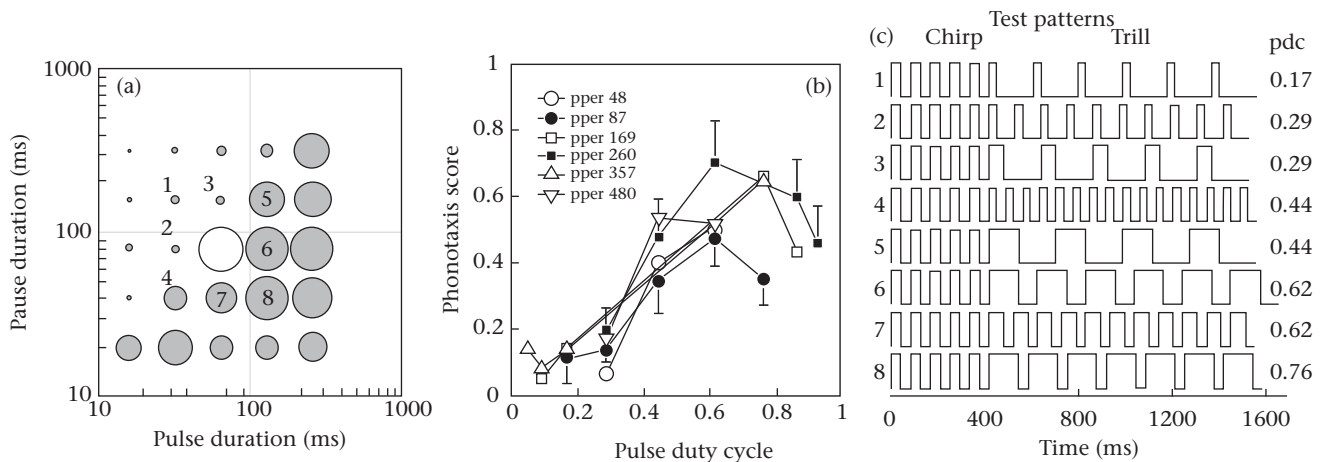 (a)
1000
100
10
10
100
1000
Pause duration (ms)
Pulse duration (ms)
1
3
5
2
6
4
7
8
(b)
1
0.8
0.6
0.4
0.2
0
0
0.2
0.4
0.6
0.8
1
Phonotaxis score
Pulse duty cycle
pper 48
pper 87
pper 169
pper 260
pper 357
pper 480
(c)
Test patterns
Chirp Trill pdc
1 0.17
2 0.29
3 0.29
4 0.44
5 0.44
6 0.62
7 0.62
8 0.76
0 400 800 1200 1600
Time (ms)